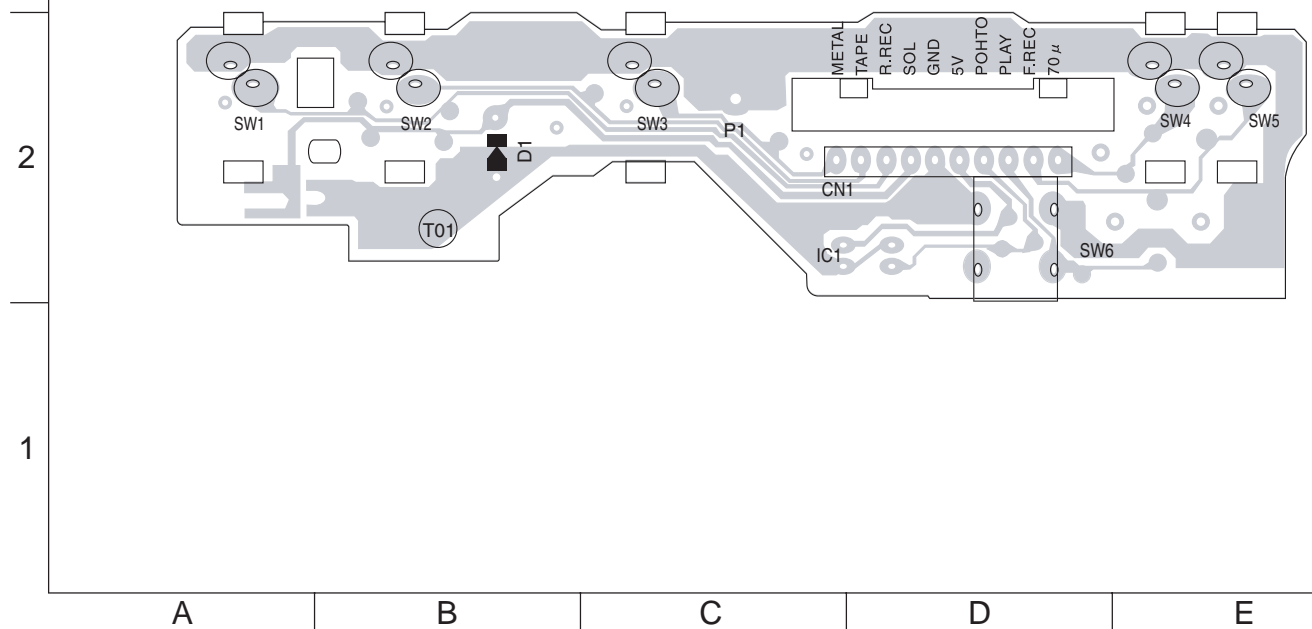 METAL
TAPE
R.REC
SOL
GND
5V
POHTO
PLAY
F.REC
70μ
SW1
SW2
SW3
P1
SW4
SW5
2
D1
CN1
T01
IC1
SW6
1
A
B
C
D
E